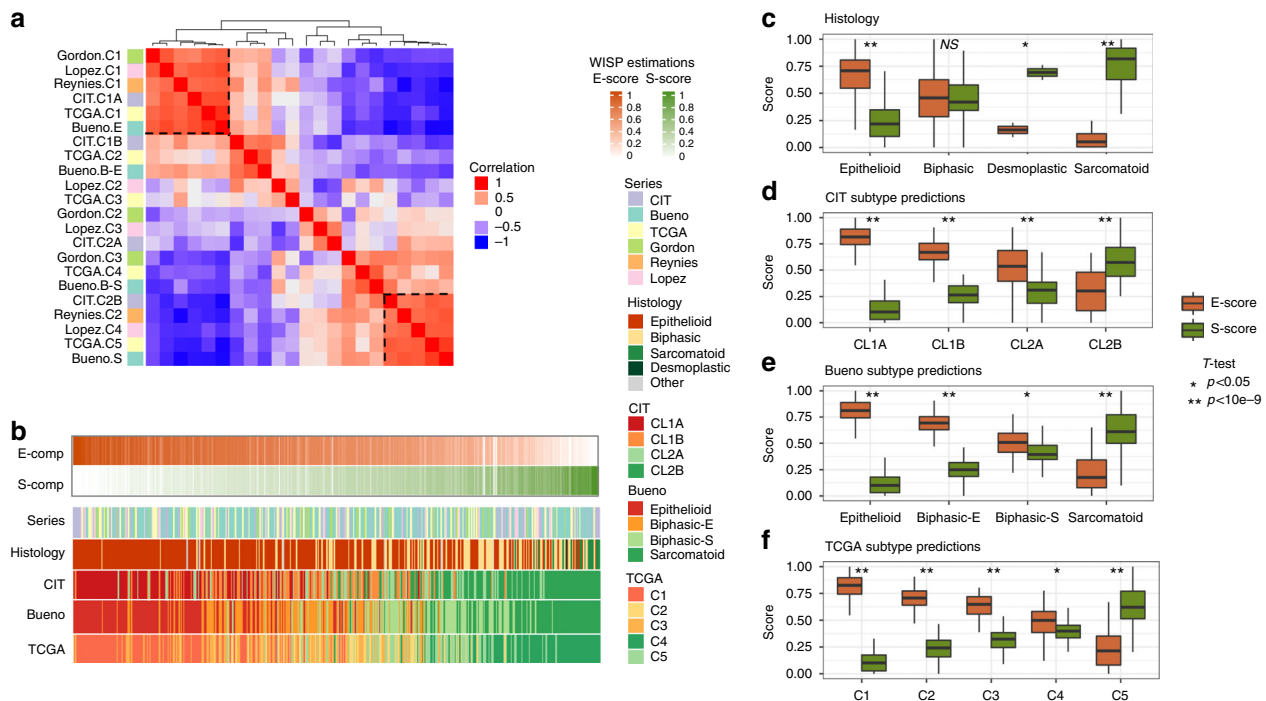 a
Gordon.C1
Lopez.C1
Reynies.C1
CIT.C1A
TCGA.C1
Bueno.E
CIT.C1B
TCGA.C2
Bueno.B-E
Lopez.C2
TCGA.C3
Gordon.C2
Lopez.C3
CIT.C2A
Gordon.C3
TCGA.C4
Bueno.B-S
CIT.C2B
Reynies.C2
Lopez.C4
TCGA.C5
Bueno.S
Correlation
1
0.5
0
−0.5
−1
WISP estimations
E-score S-score
1 1
0.8 0.8
0.6 0.6
0.4 0.4
0.2 0.2
0 0
Series
CIT
Bueno
TCGA
Gordon
Reynies
Lopez
Histology
Epithelioid
Biphasic
Sarcomatoid
Desmoplastic
Other
CIT
CL1A
CL1B
CL2A
CL2B
Bueno
Epithelioid
Biphasic-E
Biphasic-S
Sarcomatoid
TCGA
C1
C2
C3
C4
C5
b
E-comp
S-comp
Series
Histology
CIT
Bueno
TCGA
c
Histology
Score
1.00
0.75
0.50
0.25
0.00
** NS * **
Epithelioid Biphasic Desmoplastic Sarcomatoid
d
CIT subtype predictions
Score
1.00
0.75
0.50
0.25
0.00
** ** ** **
CL1A CL1B CL2A CL2B
e
Bueno subtype predictions
Score
1.00
0.75
0.50
0.25
0.00
** ** * **
Epithelioid Biphasic-E Biphasic-S Sarcomatoid
f
TCGA subtype predictions
Score
1.00
0.75
0.50
0.25
0.00
** ** ** * **
C1 C2 C3 C4 C5
E-score
S-score
T-test
* p<0.05
** p<10e−9